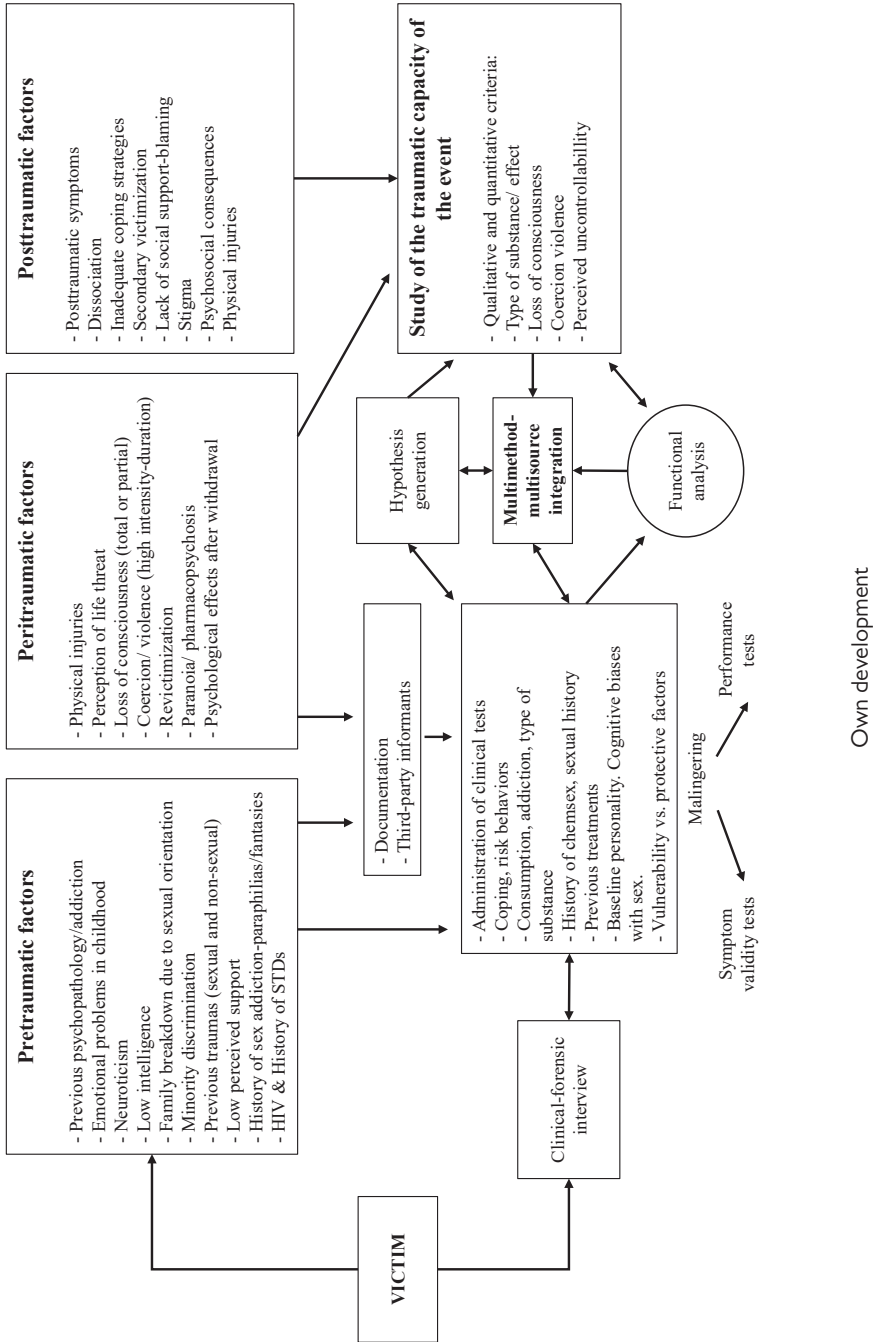 Pretraumatic factors
- Previous psychopathology/addiction
- Emotional problems in childhood
- Neuroticism
- Low intelligence
- Family breakdown due to sexual orientation
- Minority discrimination
- Previous traumas (sexual and non-sexual)
- Low perceived support
- History of sex addiction-paraphilias/fantasies
- HIV & History of STDs
Peritraumatic factors
- Physical injuries
- Perception of life threat
- Loss of consciousness (total or partial)
- Coercion/ violence (high intensity-duration)
- Revictimization
- Paranoia/ pharmacopsychosis
- Psychological effects after withdrawal
Posttraumatic factors
- Posttraumatic symptoms
- Dissociation
- Inadequate coping strategies
- Secondary victimization
- Lack of social support-blaming
- Stigma
- Psychosocial consequences
- Physical injuries
VICTIM
- Documentation
- Third-party informants
Clinical-forensic
interview
- Administration of clinical tests
- Coping, risk behaviors
- Consumption, addiction, type of
substance
- History of chemsex, sexual history
- Previous treatments
- Baseline personality. Cognitive biases
with sex.
- Vulnerability vs. protective factors
Hypothesis
generation
Multimethod-
multisource
integration
Functional
analysis
Study of the traumatic capacity of
the event
- Qualitative and quantitative criteria:
- Type of substance/ effect
- Loss of consciousness
- Coercion violence
- Perceived uncontrollabillity
Malingering
Symptom
validity tests
Performance
tests
Own development